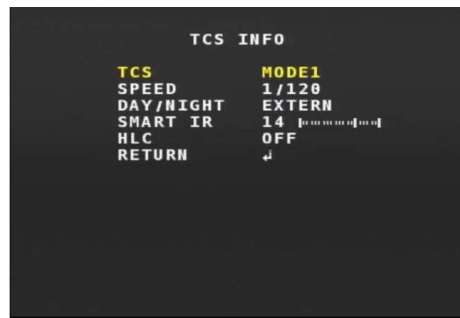 TCS INFO
TCS MODE1
SPEED 1/120
DAY/NIGHT EXTERN
SMART IR 14
HLC OFF
RETURN ↲